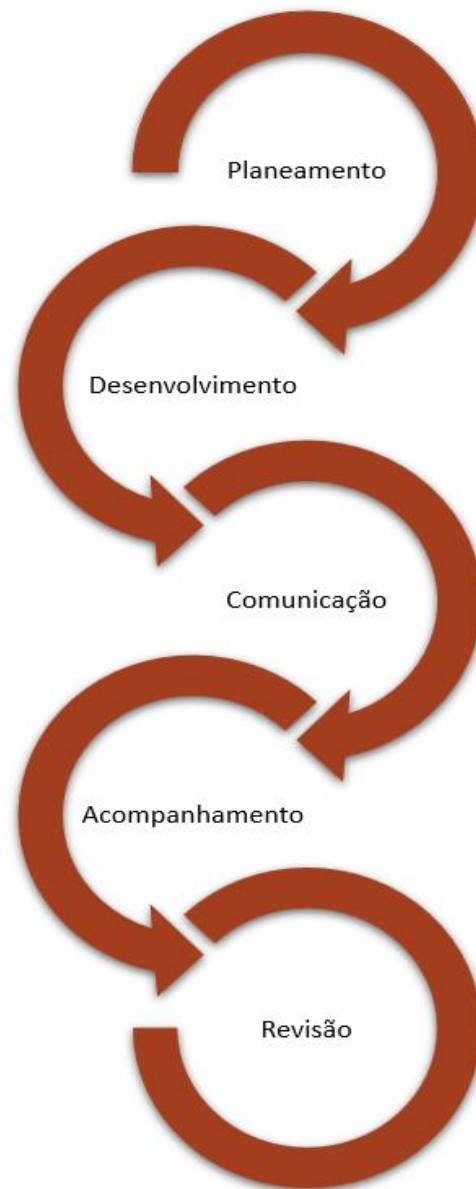 Planeamento
Desenvolvimento
Comunicação
Acompanhamento
Revisão